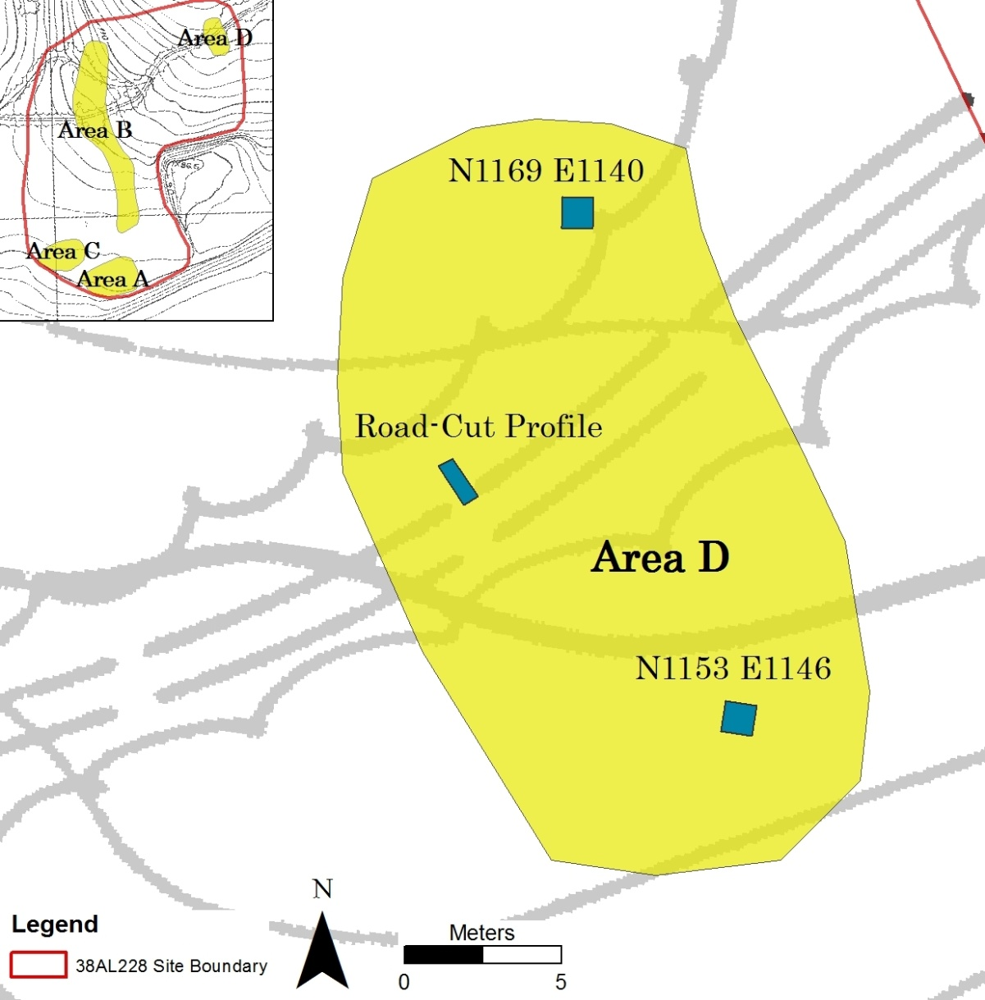 Area D
Area B
Area C
Area A
N1169 E1140
Road-Cut Profile
Area D
N1153 E1146
N
Legend
38AL228 Site Boundary
Meters
0 5